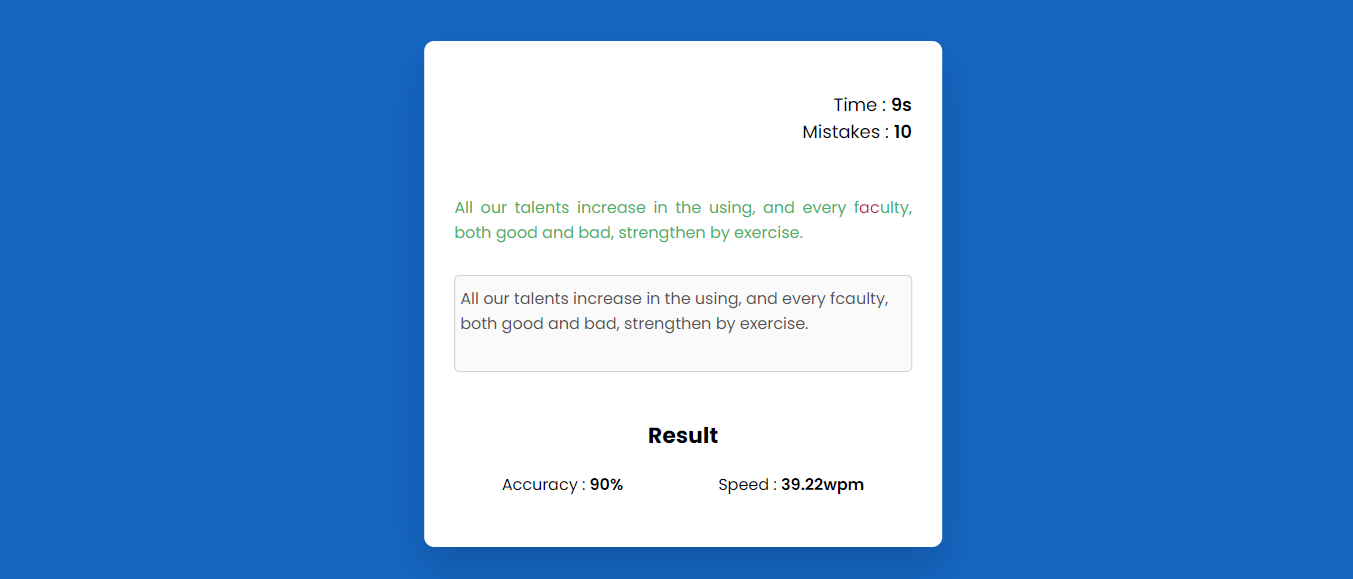 Time : 9s
Mistakes : 10
All our talents increase in the using, and every faculty,
both good and bad, strengthen by exercise.
All our talents increase in the using, and every fcaulty,
both good and bad, strengthen by exercise.
Result
Accuracy : 90%
Speed : 39.22wpm